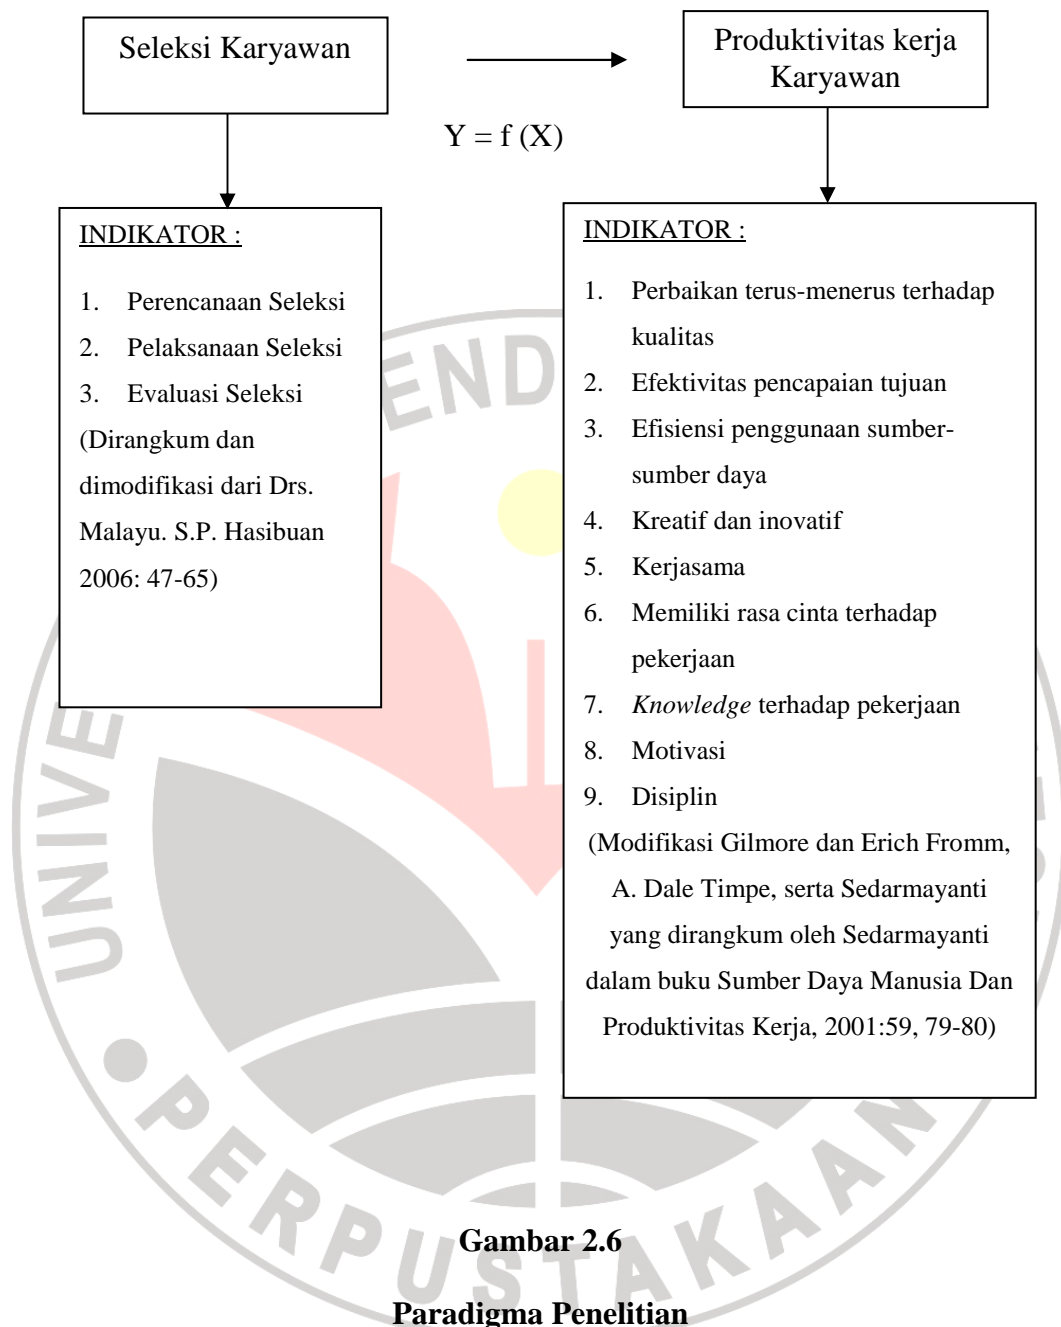 Seleksi Karyawan
Produktivitas kerja
Karyawan
Y = f (X)
INDIKATOR :
1. Perencanaan Seleksi
2. Pelaksanaan Seleksi
3. Evaluasi Seleksi
(Dirangkum dan
dimodifikasi dari Drs.
Malayu. S.P. Hasibuan
2006: 47-65)
INDIKATOR :
1. Perbaikan terus-menerus terhadap
kualitas
2. Efektivitas pencapaian tujuan
3. Efisiensi penggunaan sumber-
sumber daya
4. Kreatif dan inovatif
5. Kerjasama
6. Memiliki rasa cinta terhadap
pekerjaan
7. Knowledge terhadap pekerjaan
8. Motivasi
9. Disiplin
(Modifikasi Gilmore dan Erich Fromm,
A. Dale Timpe, serta Sedarmayanti
yang dirangkum oleh Sedarmayanti
dalam buku Sumber Daya Manusia Dan
Produktivitas Kerja, 2001:59, 79-80)
UNIVE
END
PERPUSTAKAAN
Gambar 2.6
Paradigma Penelitian